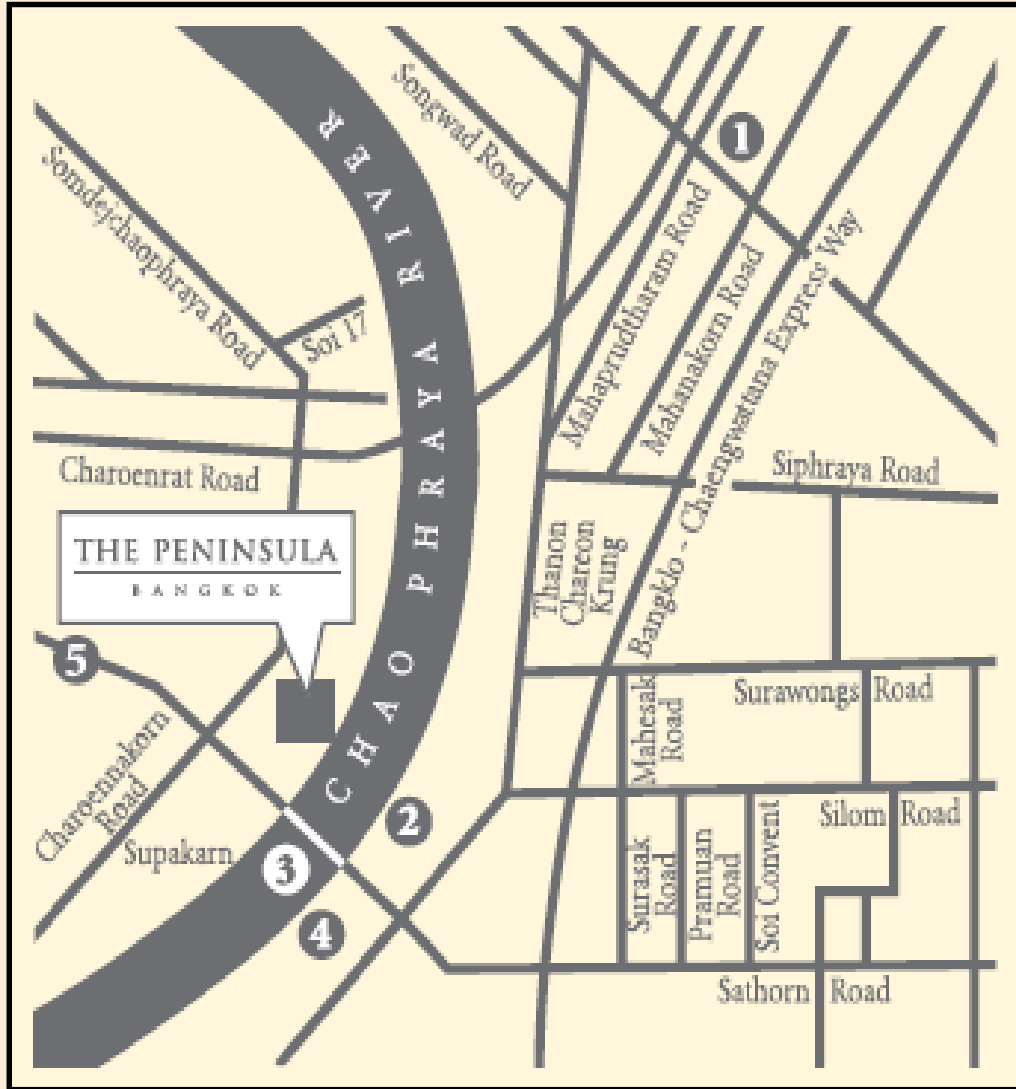 Songwad Road
1
CHAO PHRAYA RIVER
Somdejchaophraya Road
Soi 17
Mahaprudtharam Road
Mahanakorn Road
Bangkdo - Chaengwattana Express Way
Charoenrat Road
Siphraya Road
THE PENINSULA
BANGKOK
Thanon
Chareon
Krung
5
Surawongs Road
Mahesak
Road
Charoennakorn
Road
Supakarn
2
3
4
Silom Road
Surasak
Road
Pramuan
Road
Soi Convent
Sathorn Road